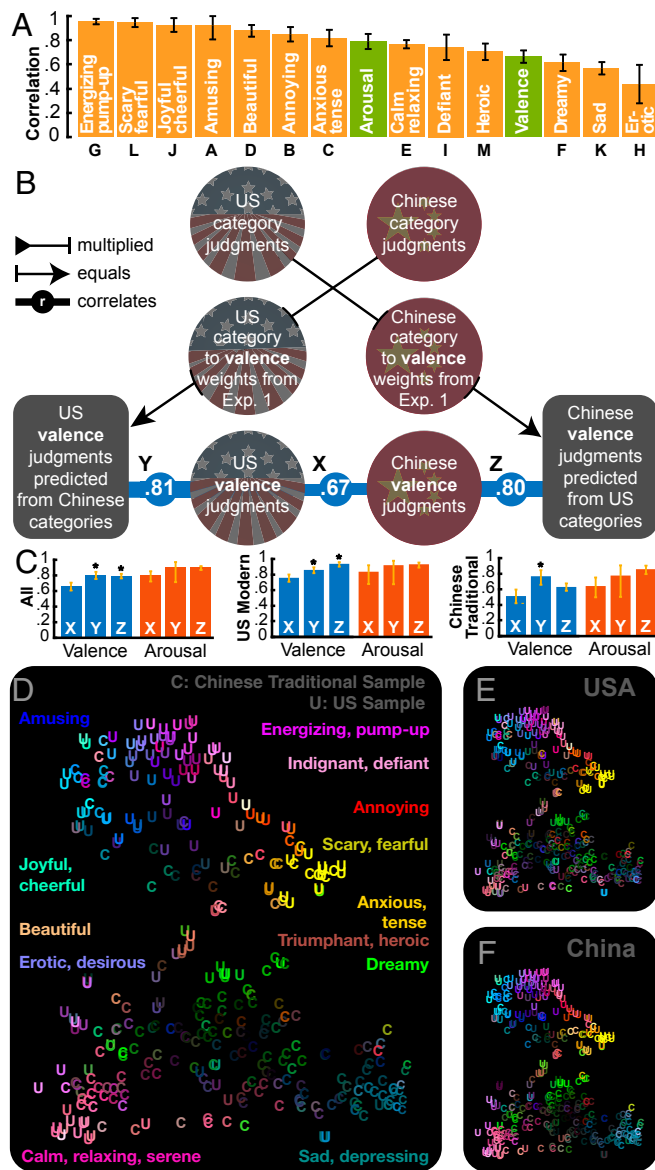 A
Correlation
1
.8
.6
.4
.2
0
Energizing
pump-up
Scary
fearful
Joyful
cheerful
Amusing
Beautiful
Annoying
Anxious
tense
Arousal
Calm
relaxing
Defiant
Heroic
Valence
Dreamy
Sad
Er-
otic
G L J A D B C E I M F K H
B
multiplied
equals
r correlates
US
category
judgments
Chinese
category
judgments
US
category
to valence
weights from
Exp. 1
Chinese
category
to valence
weights from
Exp. 1
US
valence
judgments
predicted
from Chinese
categories
Y
.81
US
valence
judgments
X
.67
Chinese
valence
judgments
Z
.80
Chinese
valence
judgments
predicted
from US
categories
C
All
1
.8
.6
.4
.2
0
* *
X Y Z X Y Z
Valence Arousal
US Modern
1
.8
.6
.4
.2
0
* *
X Y Z X Y Z
Valence Arousal
Chinese
Traditional
1
.8
.6
.4
.2
0
*
X Y Z X Y Z
Valence Arousal
D
C: Chinese Traditional Sample
U: US Sample
Amusing
Energizing, pump-up
Indignant, defiant
Annoying
Scary, fearful
Joyful,
cheerful
Anxious,
tense
Beautiful
Triumphant, heroic
Erotic, desirous
Dreamy
Calm, relaxing, serene
Sad, depressing
E
USA
F
China